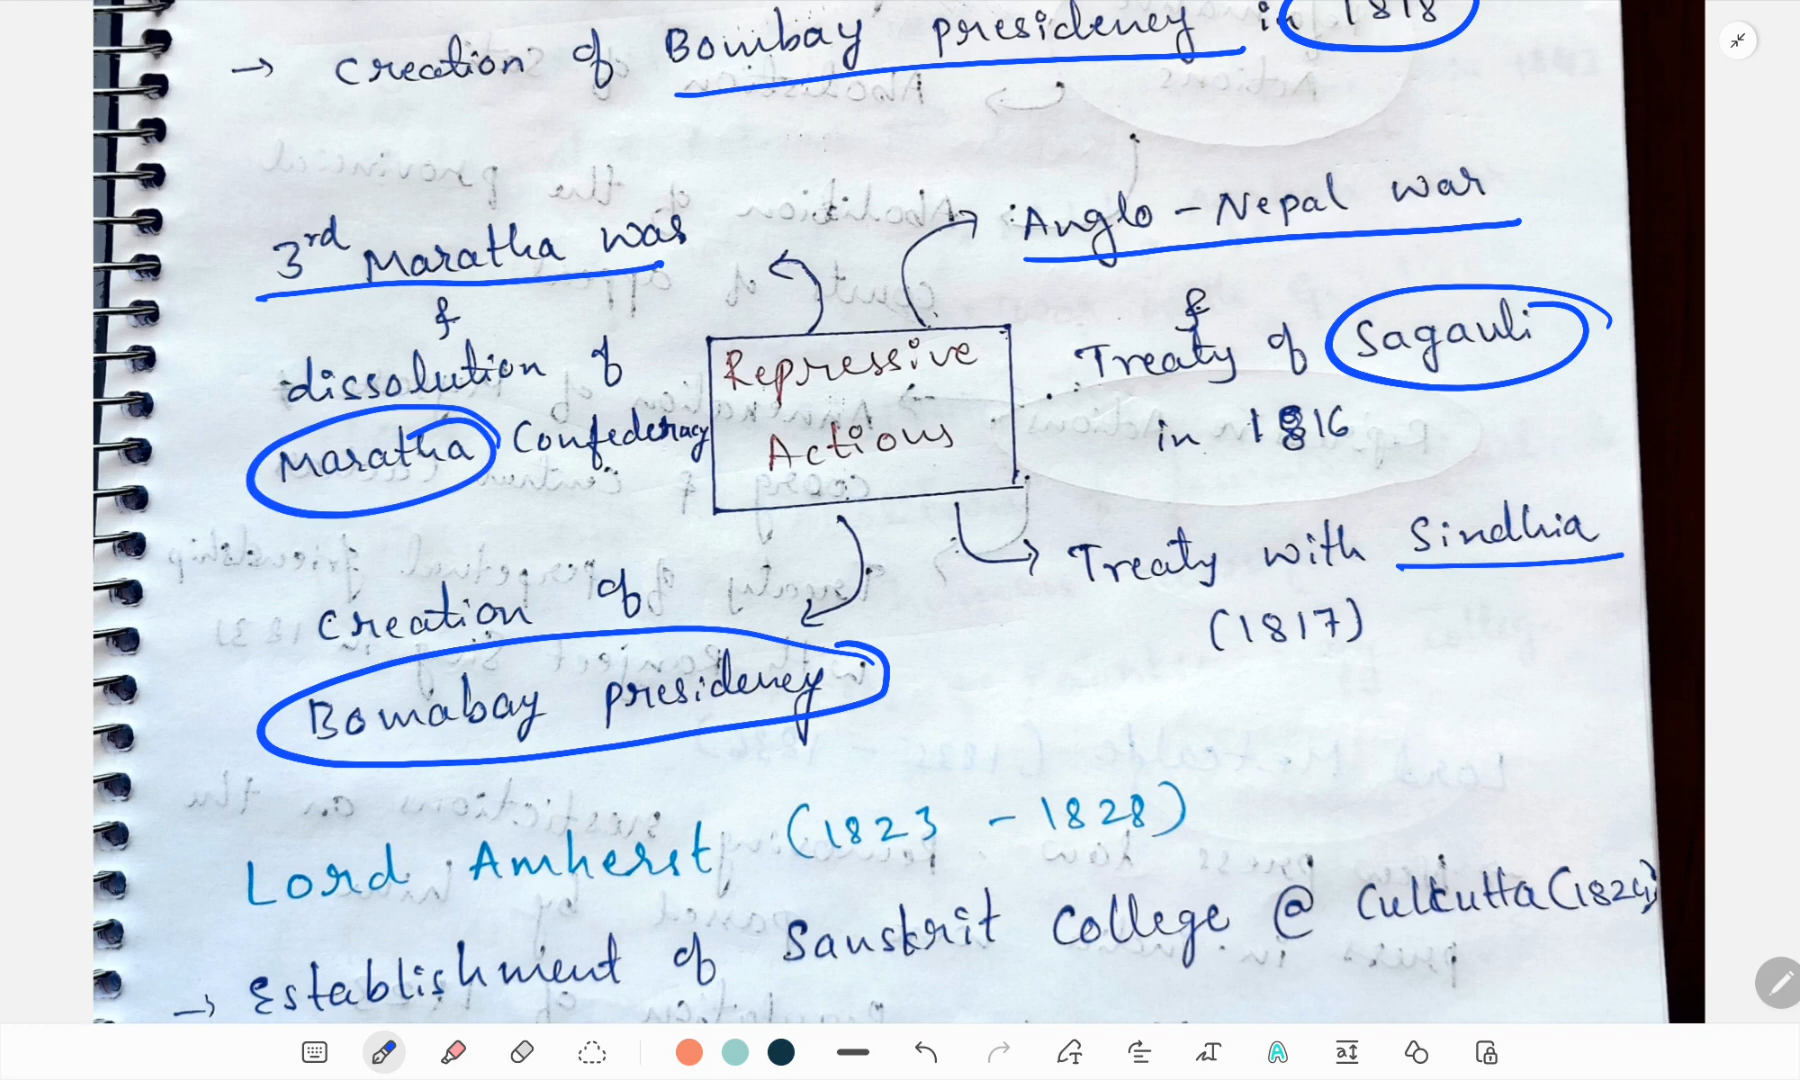 → Creation of Bombay presidency in 1818
3rd Maratha was
&
dissolution of
Maratha Confederacy
Anglo - Nepal war
&
Treaty of Sagauli
in 1816
Repressive
Actions
Treaty with Sindhia
(1817)
Creation of
Bomabay presidency
Lord Amherst (1823 - 1828)
→ Establishment of Sanskrit College @ Culcutta (1824)